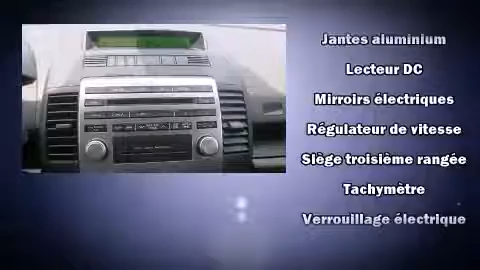 Jantes aluminium
Lecteur DC
Mirroirs électriques
Régulateur de vitesse
Siège troisième rangée
Tachymètre
Verrouillage électrique